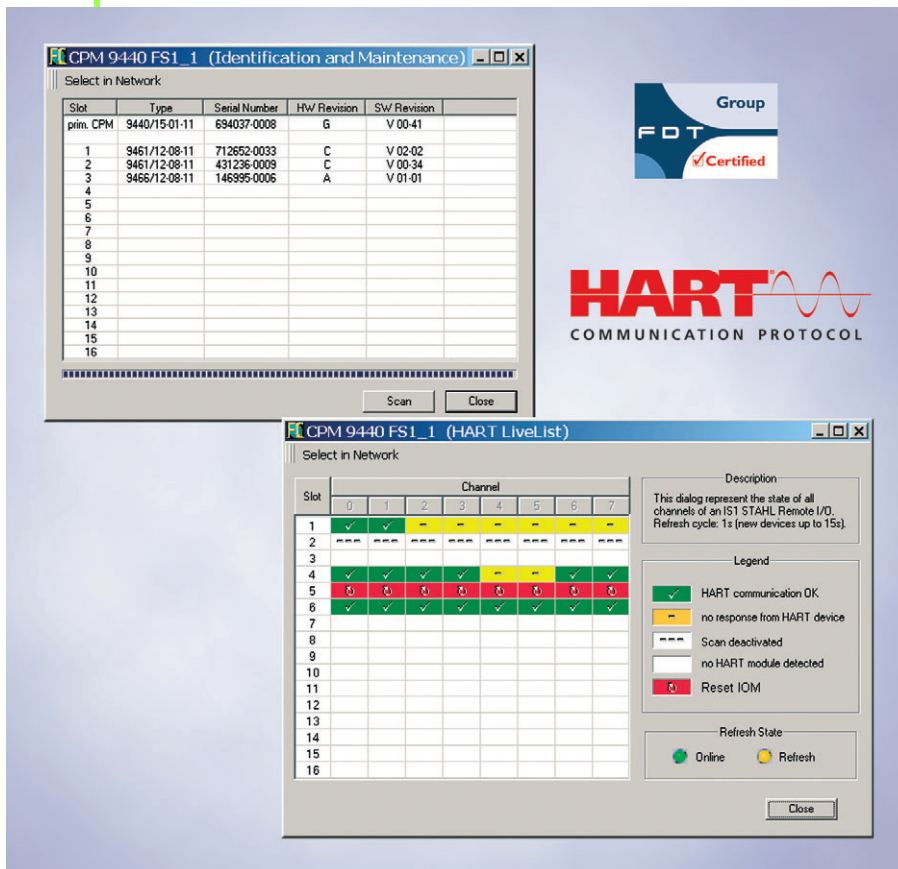 CPM 9440 FS1_1 (Identification and Maintenance)
Select in Network
Slot Type Serial Number HW Revision SW Revision
prim. CPM 9440/15-01-11 694037-0008 G V 00-41
1 9461/12-08-11 712652-0033 C V 02-02
2 9461/12-08-11 431236-0009 C V 00-34
3 9466/12-08-11 146995-0006 A V 01-01
4
5
6
7
8
9
10
11
12
13
14
15
16
Scan Close
FDT Group
Certified
HART
COMMUNICATION PROTOCOL
CPM 9440 FS1_1 (HART LiveList)
Select in Network
Slot Channel
0 1 2 3 4 5 6 7
1
2
3
4
5
6
7
8
9
10
11
12
13
14
15
16
Description
This dialog represent the state of all
channels of an IS1 STAHL Remote I/O.
Refresh cycle: 1s (new devices up to 15s).
Legend
HART communication OK
no response from HART device
Scan deactivated
no HART module detected
Reset IOM
Refresh State
Online Refresh
Close